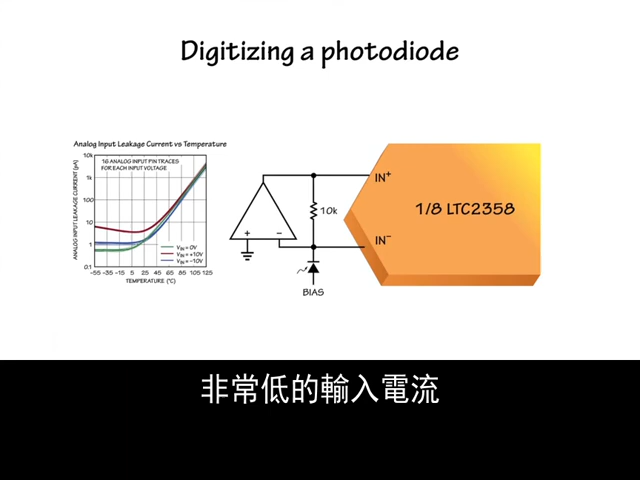 Digitizing a photodiode
Analog Input Leakage Current vs Temperature
ANALOG INPUT LEAKAGE CURRENT (pA)
10k
1k
100
10
1
0.1
16 ANALOG INPUT PIN TRACES
FOR EACH INPUT VOLTAGE
VIN = 0V
VIN = +10V
VIN = −10V
-55 -35 -15 5 25 45 65 85 105 125
TEMPERATURE (°C)
+ −
10k
BIAS
IN+
IN−
1/8 LTC2358
非常低的輸入電流